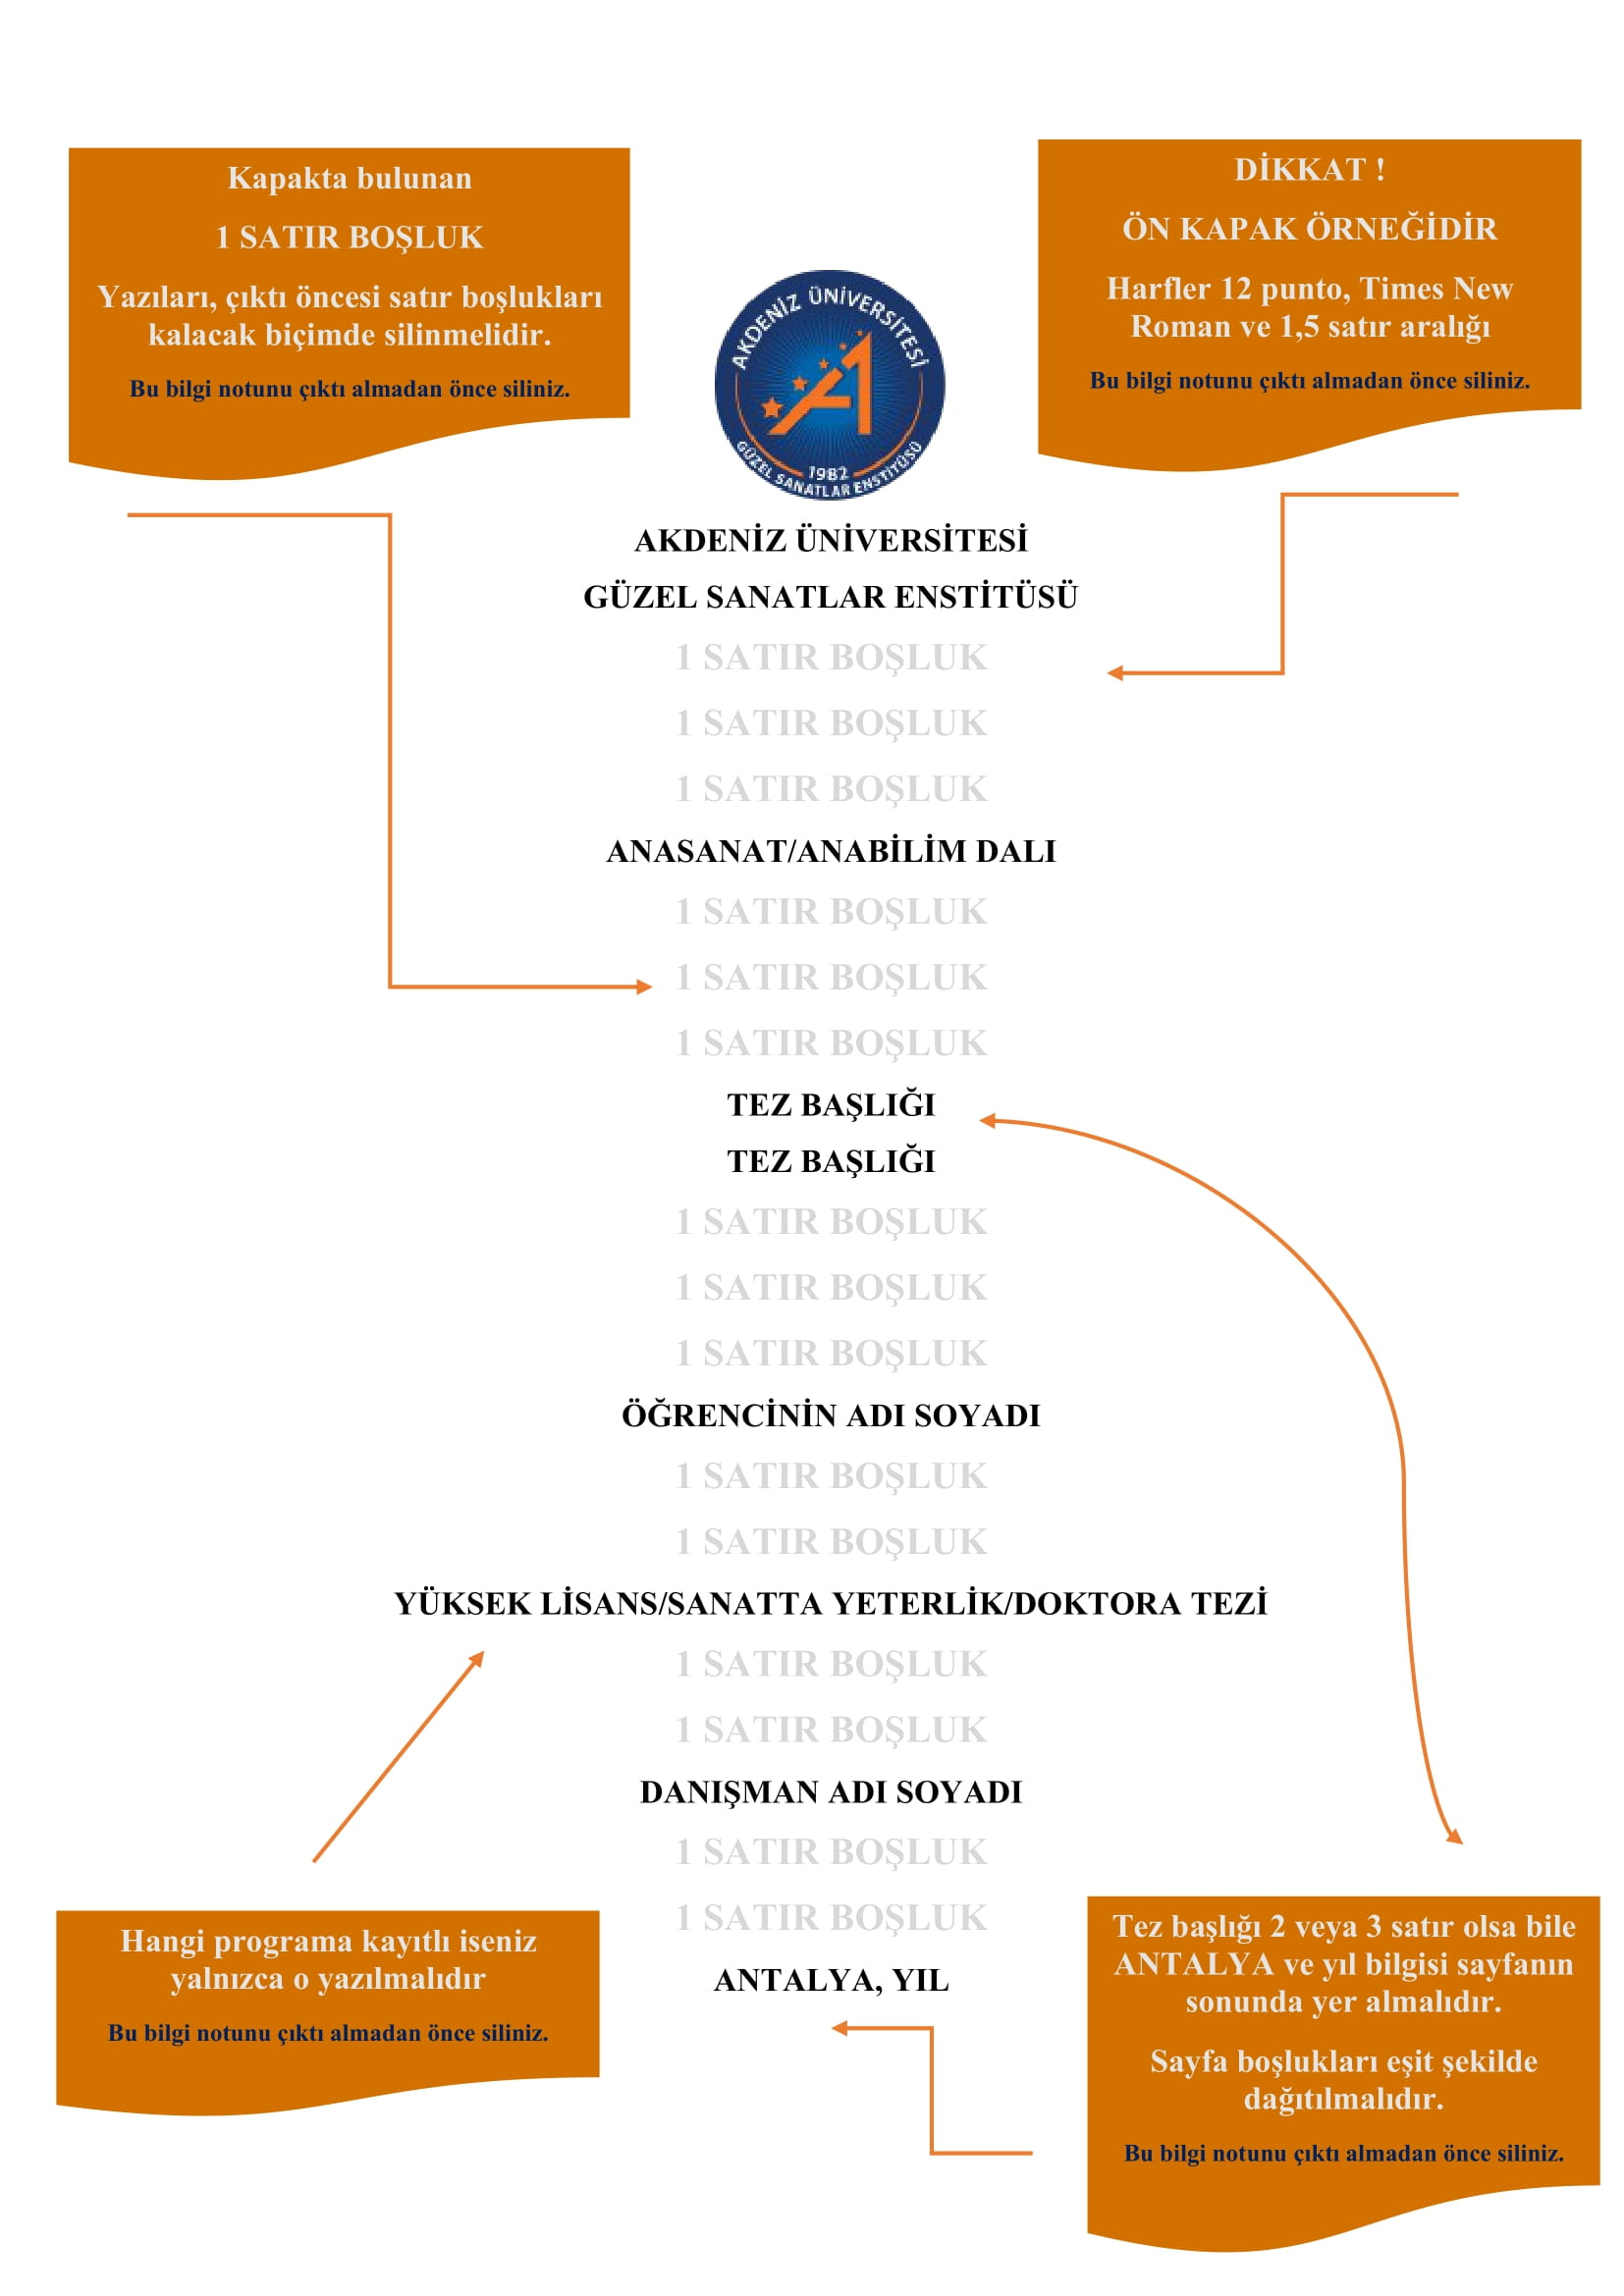 Kapakta bulunan
1 SATIR BOŞLUK
Yazıları, çıktı öncesi satır boşlukları
kalacak biçimde silinmelidir.
Bu bilgi notunu çıktı almadan önce siliniz.
DİKKAT !
ÖN KAPAK ÖRNEĞİDİR
Harfler 12 punto, Times New
Roman ve 1,5 satır aralığı
Bu bilgi notunu çıktı almadan önce siliniz.
AKDENİZ ÜNİVERSİTESİ
1982
GÜZEL SANATLAR ENSTİTÜSÜ
AKDENİZ ÜNİVERSİTESİ
GÜZEL SANATLAR ENSTİTÜSÜ
1 SATIR BOŞLUK
1 SATIR BOŞLUK
1 SATIR BOŞLUK
ANASANAT/ANABİLİM DALI
1 SATIR BOŞLUK
1 SATIR BOŞLUK
1 SATIR BOŞLUK
TEZ BAŞLIĞI
TEZ BAŞLIĞI
1 SATIR BOŞLUK
1 SATIR BOŞLUK
1 SATIR BOŞLUK
ÖĞRENCİNİN ADI SOYADI
1 SATIR BOŞLUK
1 SATIR BOŞLUK
YÜKSEK LİSANS/SANATTA YETERLİK/DOKTORA TEZİ
1 SATIR BOŞLUK
1 SATIR BOŞLUK
DANIŞMAN ADI SOYADI
1 SATIR BOŞLUK
1 SATIR BOŞLUK
ANTALYA, YIL
Hangi programa kayıtlı iseniz
yalnızca o yazılmalıdır
Bu bilgi notunu çıktı almadan önce siliniz.
Tez başlığı 2 veya 3 satır olsa bile
ANTALYA ve yıl bilgisi sayfanın
sonunda yer almalıdır.
Sayfa boşlukları eşit şekilde
dağıtılmalıdır.
Bu bilgi notunu çıktı almadan önce siliniz.